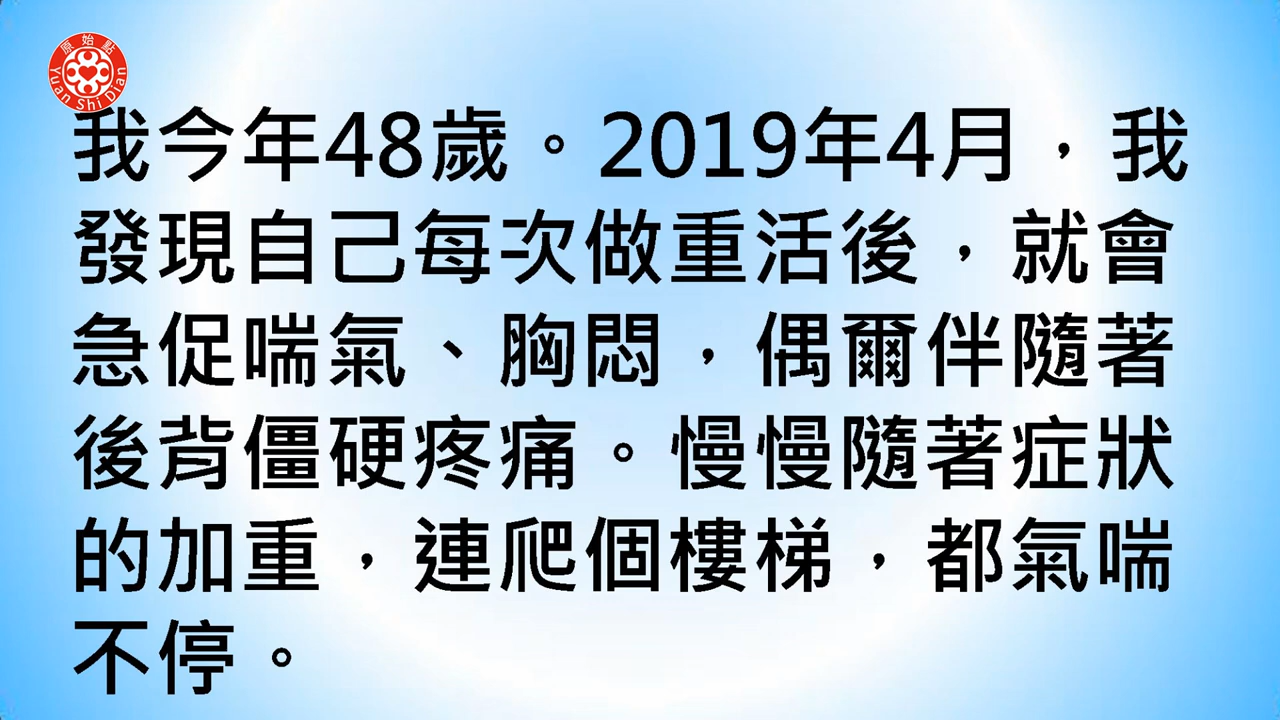 原始點
Yuan Shi Dian
我今年48歲。2019年4月，我
發現自己每次做重活後，就會
急促喘氣、胸悶，偶爾伴隨著
後背僵硬疼痛。慢慢隨著症狀
的加重，連爬個樓梯，都氣喘
不停。